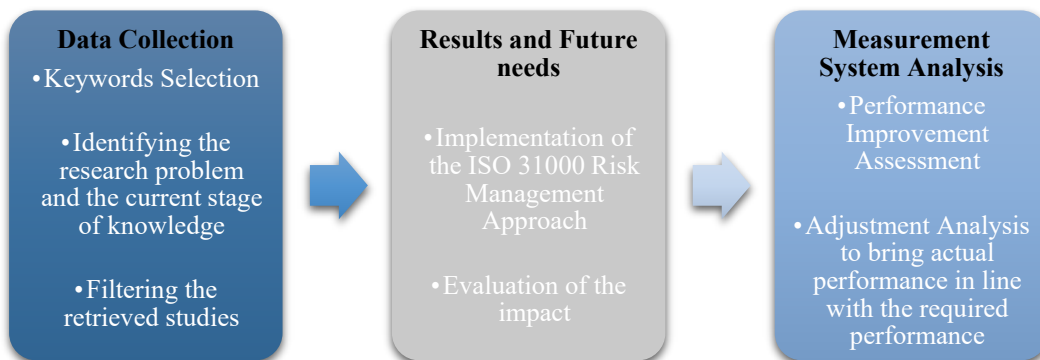 Data Collection
•Keywords Selection
•Identifying the
research problem
and the current stage
of knowledge
•Filtering the
retrieved studies
Results and Future
needs
•Implementation of
the ISO 31000 Risk
Management
Approach
•Evaluation of the
impact
Measurement
System Analysis
•Performance
Improvement
Assessment
•Adjustment Analysis
to bring actual
performance in line
with the required
performance